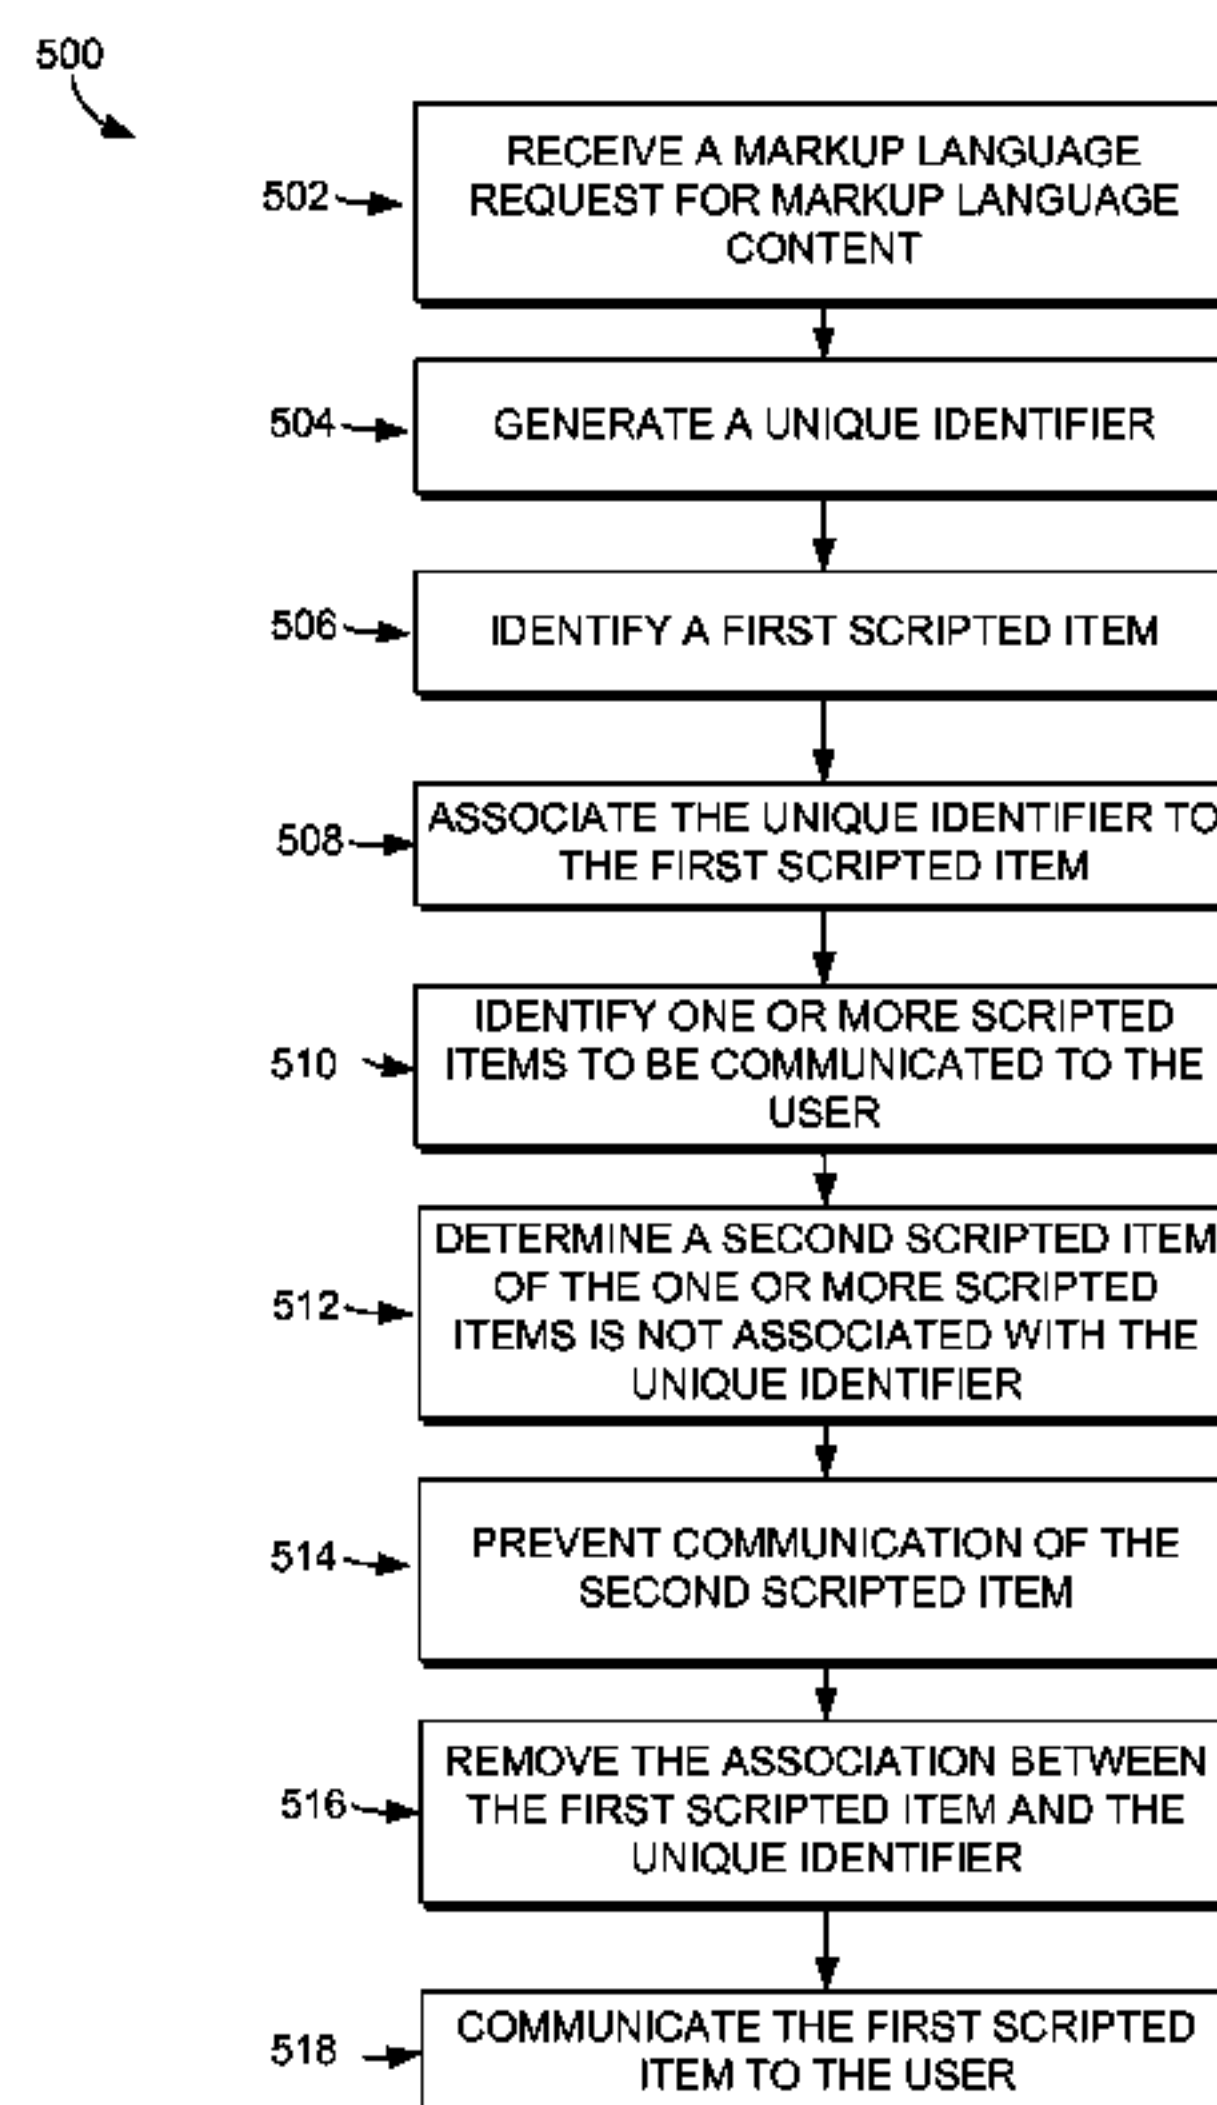 500
502
RECEIVE A MARKUP LANGUAGE
REQUEST FOR MARKUP LANGUAGE
CONTENT
504
GENERATE A UNIQUE IDENTIFIER
506
IDENTIFY A FIRST SCRIPTED ITEM
508
ASSOCIATE THE UNIQUE IDENTIFIER TO
THE FIRST SCRIPTED ITEM
510
IDENTIFY ONE OR MORE SCRIPTED
ITEMS TO BE COMMUNICATED TO THE
USER
512
DETERMINE A SECOND SCRIPTED ITEM
OF THE ONE OR MORE SCRIPTED
ITEMS IS NOT ASSOCIATED WITH THE
UNIQUE IDENTIFIER
514
PREVENT COMMUNICATION OF THE
SECOND SCRIPTED ITEM
516
REMOVE THE ASSOCIATION BETWEEN
THE FIRST SCRIPTED ITEM AND THE
UNIQUE IDENTIFIER
518
COMMUNICATE THE FIRST SCRIPTED
ITEM TO THE USER